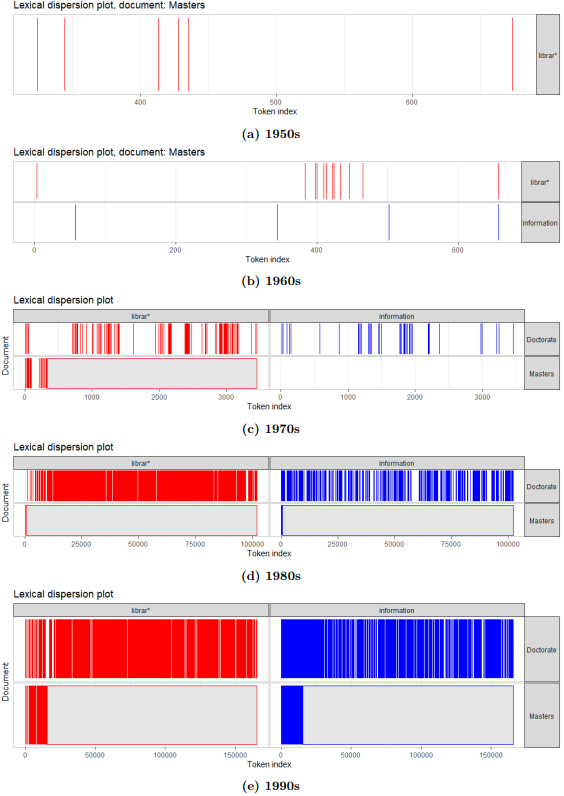 Lexical dispersion plot, document: Masters
librar*
400 500 600
Token index
(a) 1950s
Lexical dispersion plot, document: Masters
librar*
information
0 200 400 600
Token index
(b) 1960s
Lexical dispersion plot
librar* information
Document
Doctorate
Masters
0 1000 2000 3000 0 1000 2000 3000
Token index
(c) 1970s
Lexical dispersion plot
librar* information
Document
Doctorate
Masters
0 25000 50000 75000 100000 0 25000 50000 75000 100000
Token index
(d) 1980s
Lexical dispersion plot
librar* information
Document
Doctorate
Masters
0 50000 100000 150000 0 50000 100000 150000
Token index
(e) 1990s